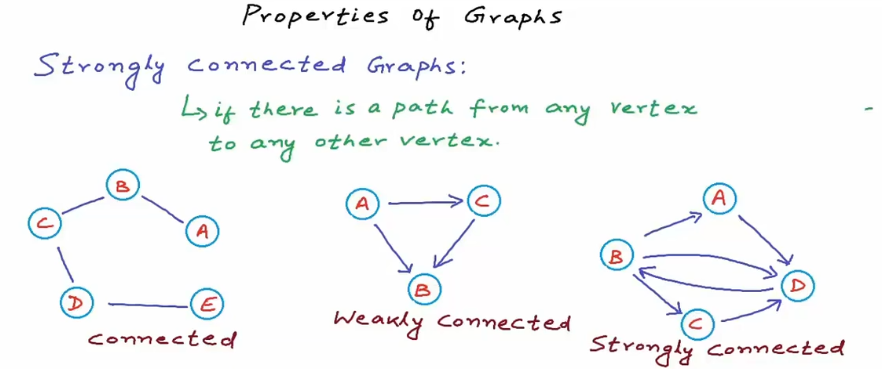 Properties of Graphs
Strongly connected Graphs:
↳ if there is a path from any vertex
to any other vertex.
B
C
A
D
E
connected
A
C
B
Weakly connected
A
B
D
C
Strongly connected